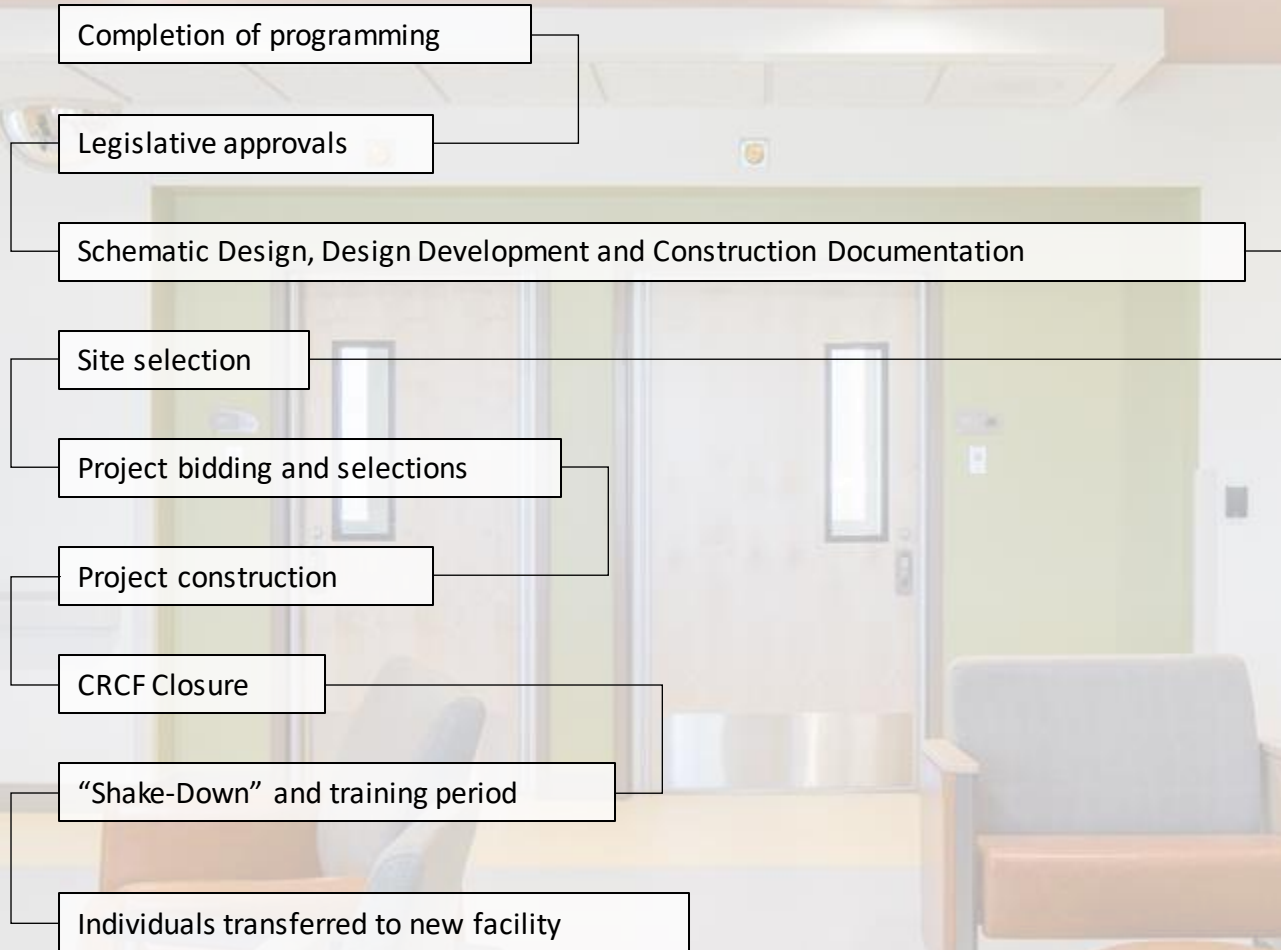 Completion of programming
Legislative approvals
Schematic Design, Design Development and Construction Documentation
Site selection
Project bidding and selections
Project construction
CRCF Closure
“Shake-Down” and training period
Individuals transferred to new facility